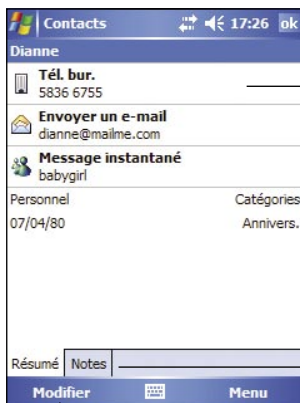 Contacts 17:26 ok
Dianne
Tél. bur.
5836 6755
Envoyer un e-mail
dianne@mailme.com
Message instantané
babygirl
Personnel Catégories
07/04/80 Annivers.
Résumé Notes
Modifier Menu